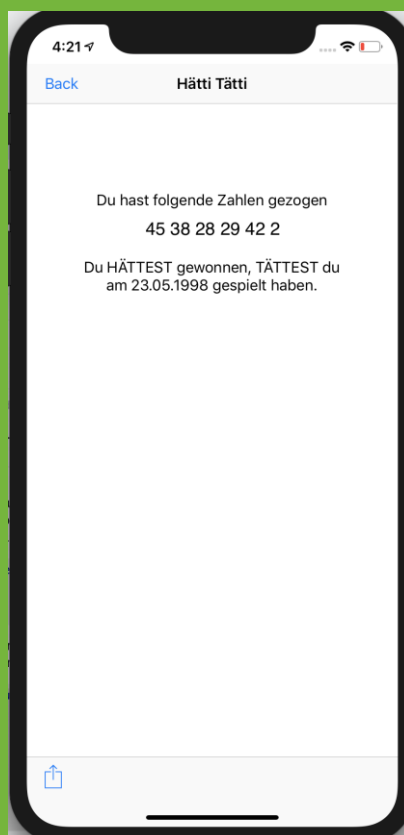 4:21
Back Hätti Tätti
Du hast folgende Zahlen gezogen
45 38 28 29 42 2
Du HÄTTEST gewonnen, TÄTTEST du
am 23.05.1998 gespielt haben.